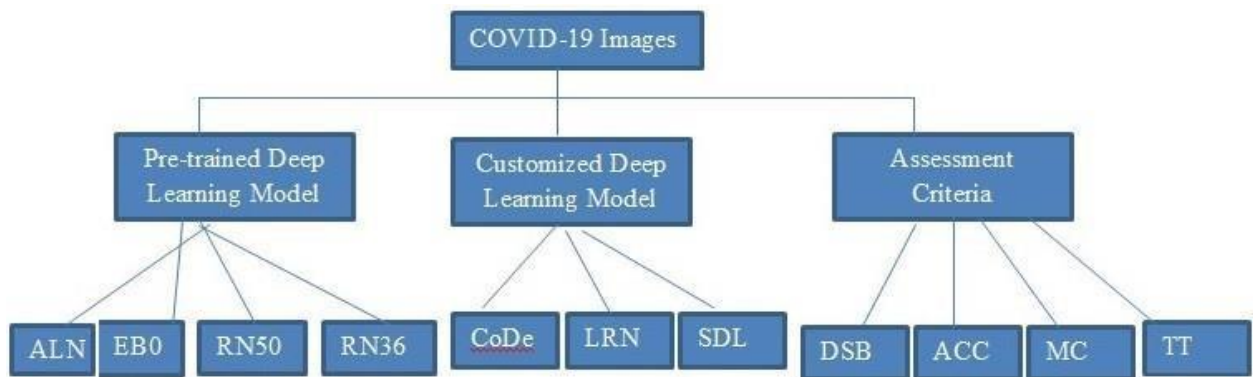 COVID-19 Images
Pre-trained Deep
Learning Model
Customized Deep
Learning Model
Assessment
Criteria
ALN
EB0
RN50
RN36
CoDe
LRN
SDL
DSB
ACC
MC
TT